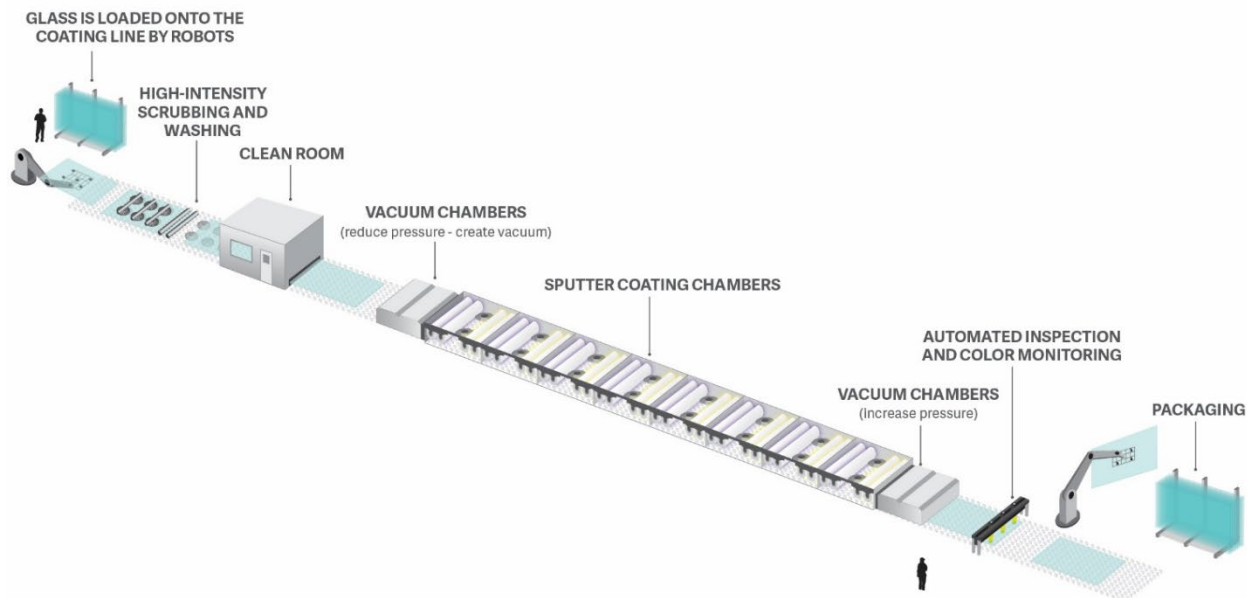 GLASS IS LOADED ONTO THE
COATING LINE BY ROBOTS
HIGH-INTENSITY
SCRUBBING AND
WASHING
CLEAN ROOM
VACUUM CHAMBERS
(reduce pressure - create vacuum)
SPUTTER COATING CHAMBERS
AUTOMATED INSPECTION
AND COLOR MONITORING
VACUUM CHAMBERS
(increase pressure)
PACKAGING